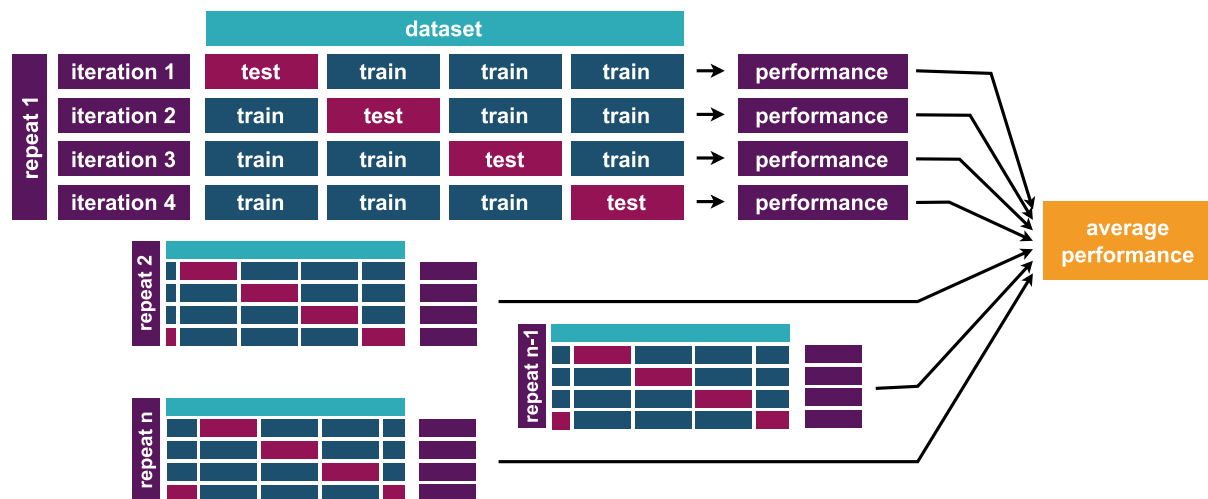 dataset
repeat 1
iteration 1 test train train train performance
iteration 2 train test train train performance
iteration 3 train train test train performance
iteration 4 train train train test performance
average
performance
repeat 2
repeat n-1
repeat n